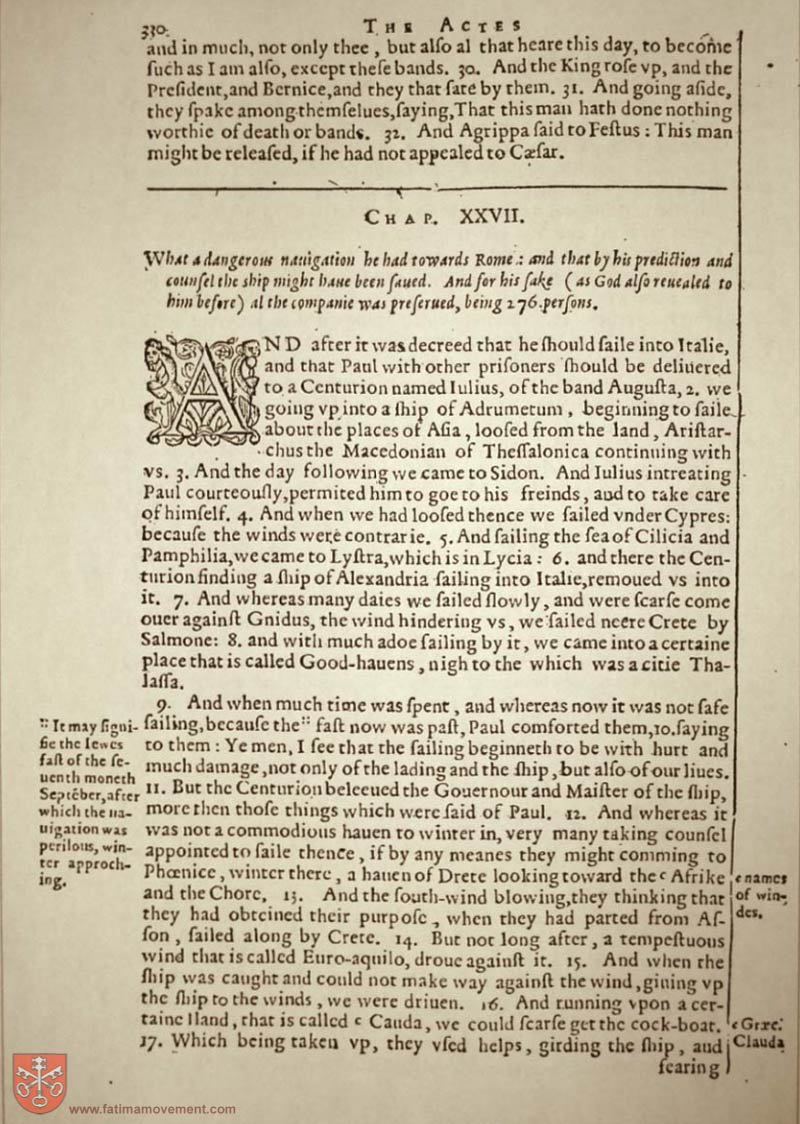 330. THE ACTES
and in much, not only thee, but alſo al that heare this day, to become
ſuch as I am alſo, except theſe bands. 30. And the King roſe vp, and the
Preſident, and Bernice, and they that ſate by them. 31. And going aſide,
they ſpake among themſelues, ſaying, That this man hath done nothing
worthie of death or bands. 32. And Agrippa ſaid to Feſtus: This man
might be releaſed, if he had not appealed to Cæſar.
CHAP. XXVII.
What a dangerous nauigation he had towards Rome: and that by his prediction and
counſel the ſhip might haue been ſaued. And for his ſake (as God alſo reuealed to
him before) al the companie was preſerued, being 276. perſons.
AND after it was decreed that he ſhould ſaile into Italie,
and that Paul with other priſoners ſhould be deliuered
to a Centurion named Iulius, of the band Auguſta, 2. we
going vp into a ſhip of Adrumetum, beginning to ſaile
about the places of Aſia, looſed from the land, Ariſtar-
chus the Macedonian of Theſſalonica continuing with
vs. 3. And the day following we came to Sidon. And Iulius intreating
Paul courteouſly, permited him to goe to his freinds, and to take care
of himſelf. 4. And when we had looſed thence we ſailed vnder Cypres:
becauſe the winds were contrarie. 5. And ſailing the ſea of Cilicia and
Pamphilia, we came to Lyſtra, which is in Lycia: 6. and there the Cen-
turion finding a ſhip of Alexandria ſailing into Italie, remoued vs into
it. 7. And whereas many daies we ſailed ſlowly, and were ſcarſe come
ouer againſt Gnidus, the wind hindering vs, we ſailed neere Crete by
Salmone: 8. and with much adoe ſailing by it, we came into a certaine
place that is called Good-hauens, nigh to the which was a citie Tha-
laſſa.
9. And when much time was ſpent, and whereas now it was not ſafe
ſailing, becauſe the :: faſt now was paſt, Paul comforted them, 10. ſaying
to them: Ye men, I ſee that the ſailing beginneth to be with hurt and
much damage, not only of the lading and the ſhip, but alſo of our liues.
11. But the Centurion beleeued the Gouernour and Maiſter of the ſhip,
more then thoſe things which were ſaid of Paul. 12. And whereas it
was not a commodious hauen to winter in, very many taking counſel
appointed to ſaile thence, if by any meanes they might comming to
Phœnice, winter there, a hauen of Drete looking toward the c Afrike
and the Chore. 13. And the ſouth-wind blowing, they thinking that
they had obteined their purpoſe, when they had parted from Aſ-
ſon, ſailed along by Crete. 14. But not long after, a tempeſtuous
wind that is called Euro-aquilo, droue againſt it. 15. And when the
ſhip was caught and could not make way againſt the wind, giuing vp
the ſhip to the winds, we were driuen. 16. And running vpon a cer-
taine Iland, that is called c Cauda, we could ſcarſe get the cock-boat.
17. Which being taken vp, they vſed helps, girding the ſhip, and
fearing
:: It may ſigni-
fie the Iewes
faſt of the ſe-
uenth moneth
Septēber, after
which the na-
uigation was
perilous, win-
ter approch-
ing.
c names
of win-
des.
c Græc.
Clauda
www.fatimamovement.com